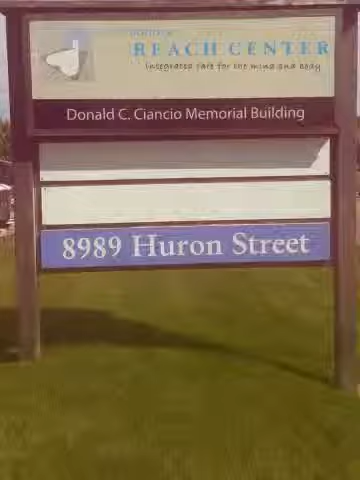 REACH CENTER
Integrated care for the mind and body
Donald C. Ciancio Memorial Building
8989 Huron Street